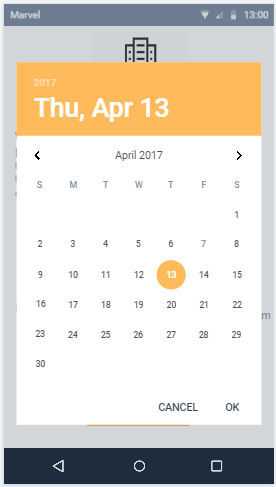 Marvel 13:00
2017
Thu, Apr 13
April 2017
S M T W T F S
1
2 3 4 5 6 7 8
9 10 11 12 13 14 15
16 17 18 19 20 21 22
23 24 25 26 27 28 29
30
CANCEL OK